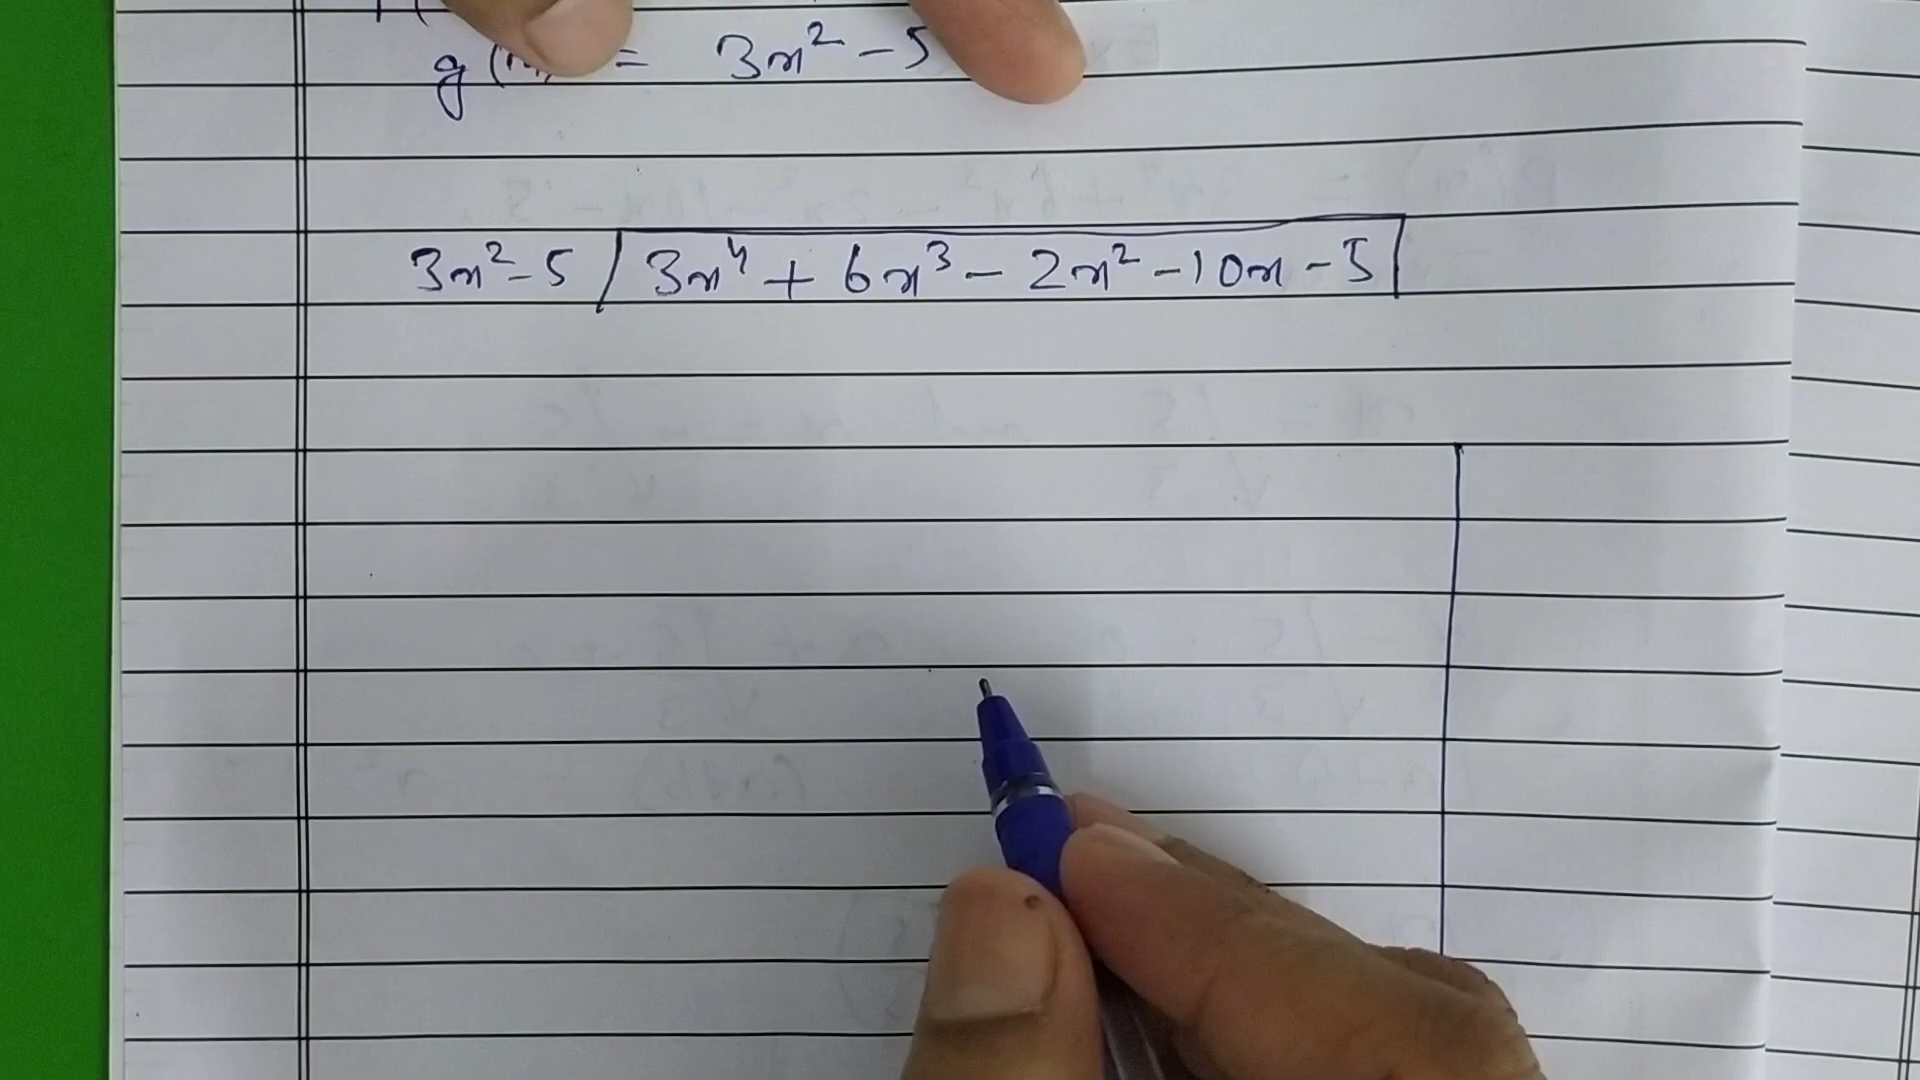 g(x) = 3x² - 5
3x² - 5 / 3x⁴ + 6x³ - 2x² - 10x - 5